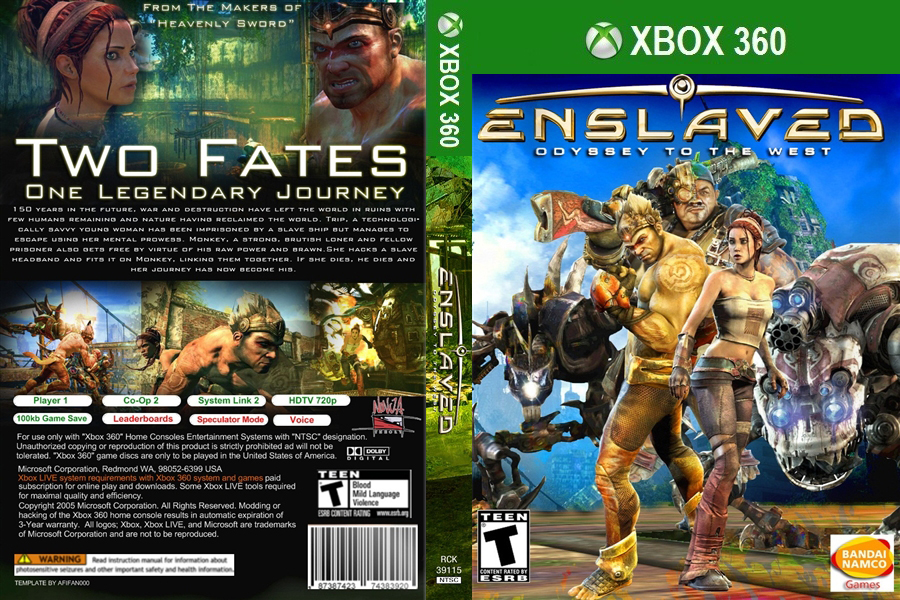 FROM THE MAKERS OF
"HEAVENLY SWORD"
TWO FATES
ONE LEGENDARY JOURNEY
150 YEARS IN THE FUTURE, WAR AND DESTRUCTION HAVE LEFT THE WORLD IN RUINS WITH
FEW HUMANS REMAINING AND NATURE HAVING RECLAIMED THE WORLD. TRIP, A TECHNOLOGI-
CALLY SAVVY YOUNG WOMAN HAS BEEN IMPRISONED BY A SLAVE SHIP BUT MANAGES TO
ESCAPE USING HER MENTAL PROWESS. MONKEY, A STRONG, BRUTISH LONER AND FELLOW
PRISONER ALSO GETS FREE BY VIRTUE OF HIS RAW POWER AND BRAWN.SHE HACKS A SLAVE
HEADBAND AND FITS IT ON MONKEY, LINKING THEM TOGETHER. IF SHE DIES, HE DIES AND
HER JOURNEY HAS NOW BECOME HIS.
Player 1
Co-Op 2
System Link 2
HDTV 720p
100kb Game Save
Leaderboards
Speculator Mode
Voice
NINJA
THEORY
For use only with "Xbox 360" Home Consoles Entertainment Systems with "NTSC" designation.
Unauthorized copying or reproduction of this product is strictly prohibited ad will not be
tolerated. "Xbox 360" game discs are only to be played in the United States of America.
DOLBY
DIGITAL
Microsoft Corporation, Redmond WA, 98052-6399 USA
Xbox LIVE system requirements with Xbox 360 system and games paid
subscription for online play and downloads. Some Xbox LIVE tools required
for maximal quality and efficiency.
Copyright 2005 Microsoft Corporation. All Rights Reserved. Modding or
hacking of the Xbox 360 home console results in automatic expiration of
3-Year warranty. All logos; Xbox, Xbox LIVE, and Microsoft are trademarks
of Microsoft Corporation and are not to be reproduced.
TEEN
T
Blood
Mild Language
Violence
ESRB CONTENT RATING www.esrb.org
WARNING Read instruction manual for information about
photosensitive seizures and other important safety and health information.
TEMPLATE BY AFIFAN000
87387423 74383920
XBOX 360
ENSLAVED
ODYSSEY TO THE WEST
RCK
39115
NTSC
XBOX 360
ENSLAVED
ODYSSEY TO THE WEST
TEEN
T
CONTENT RATED BY
ESRB
BANDAI
NAMCO
Games